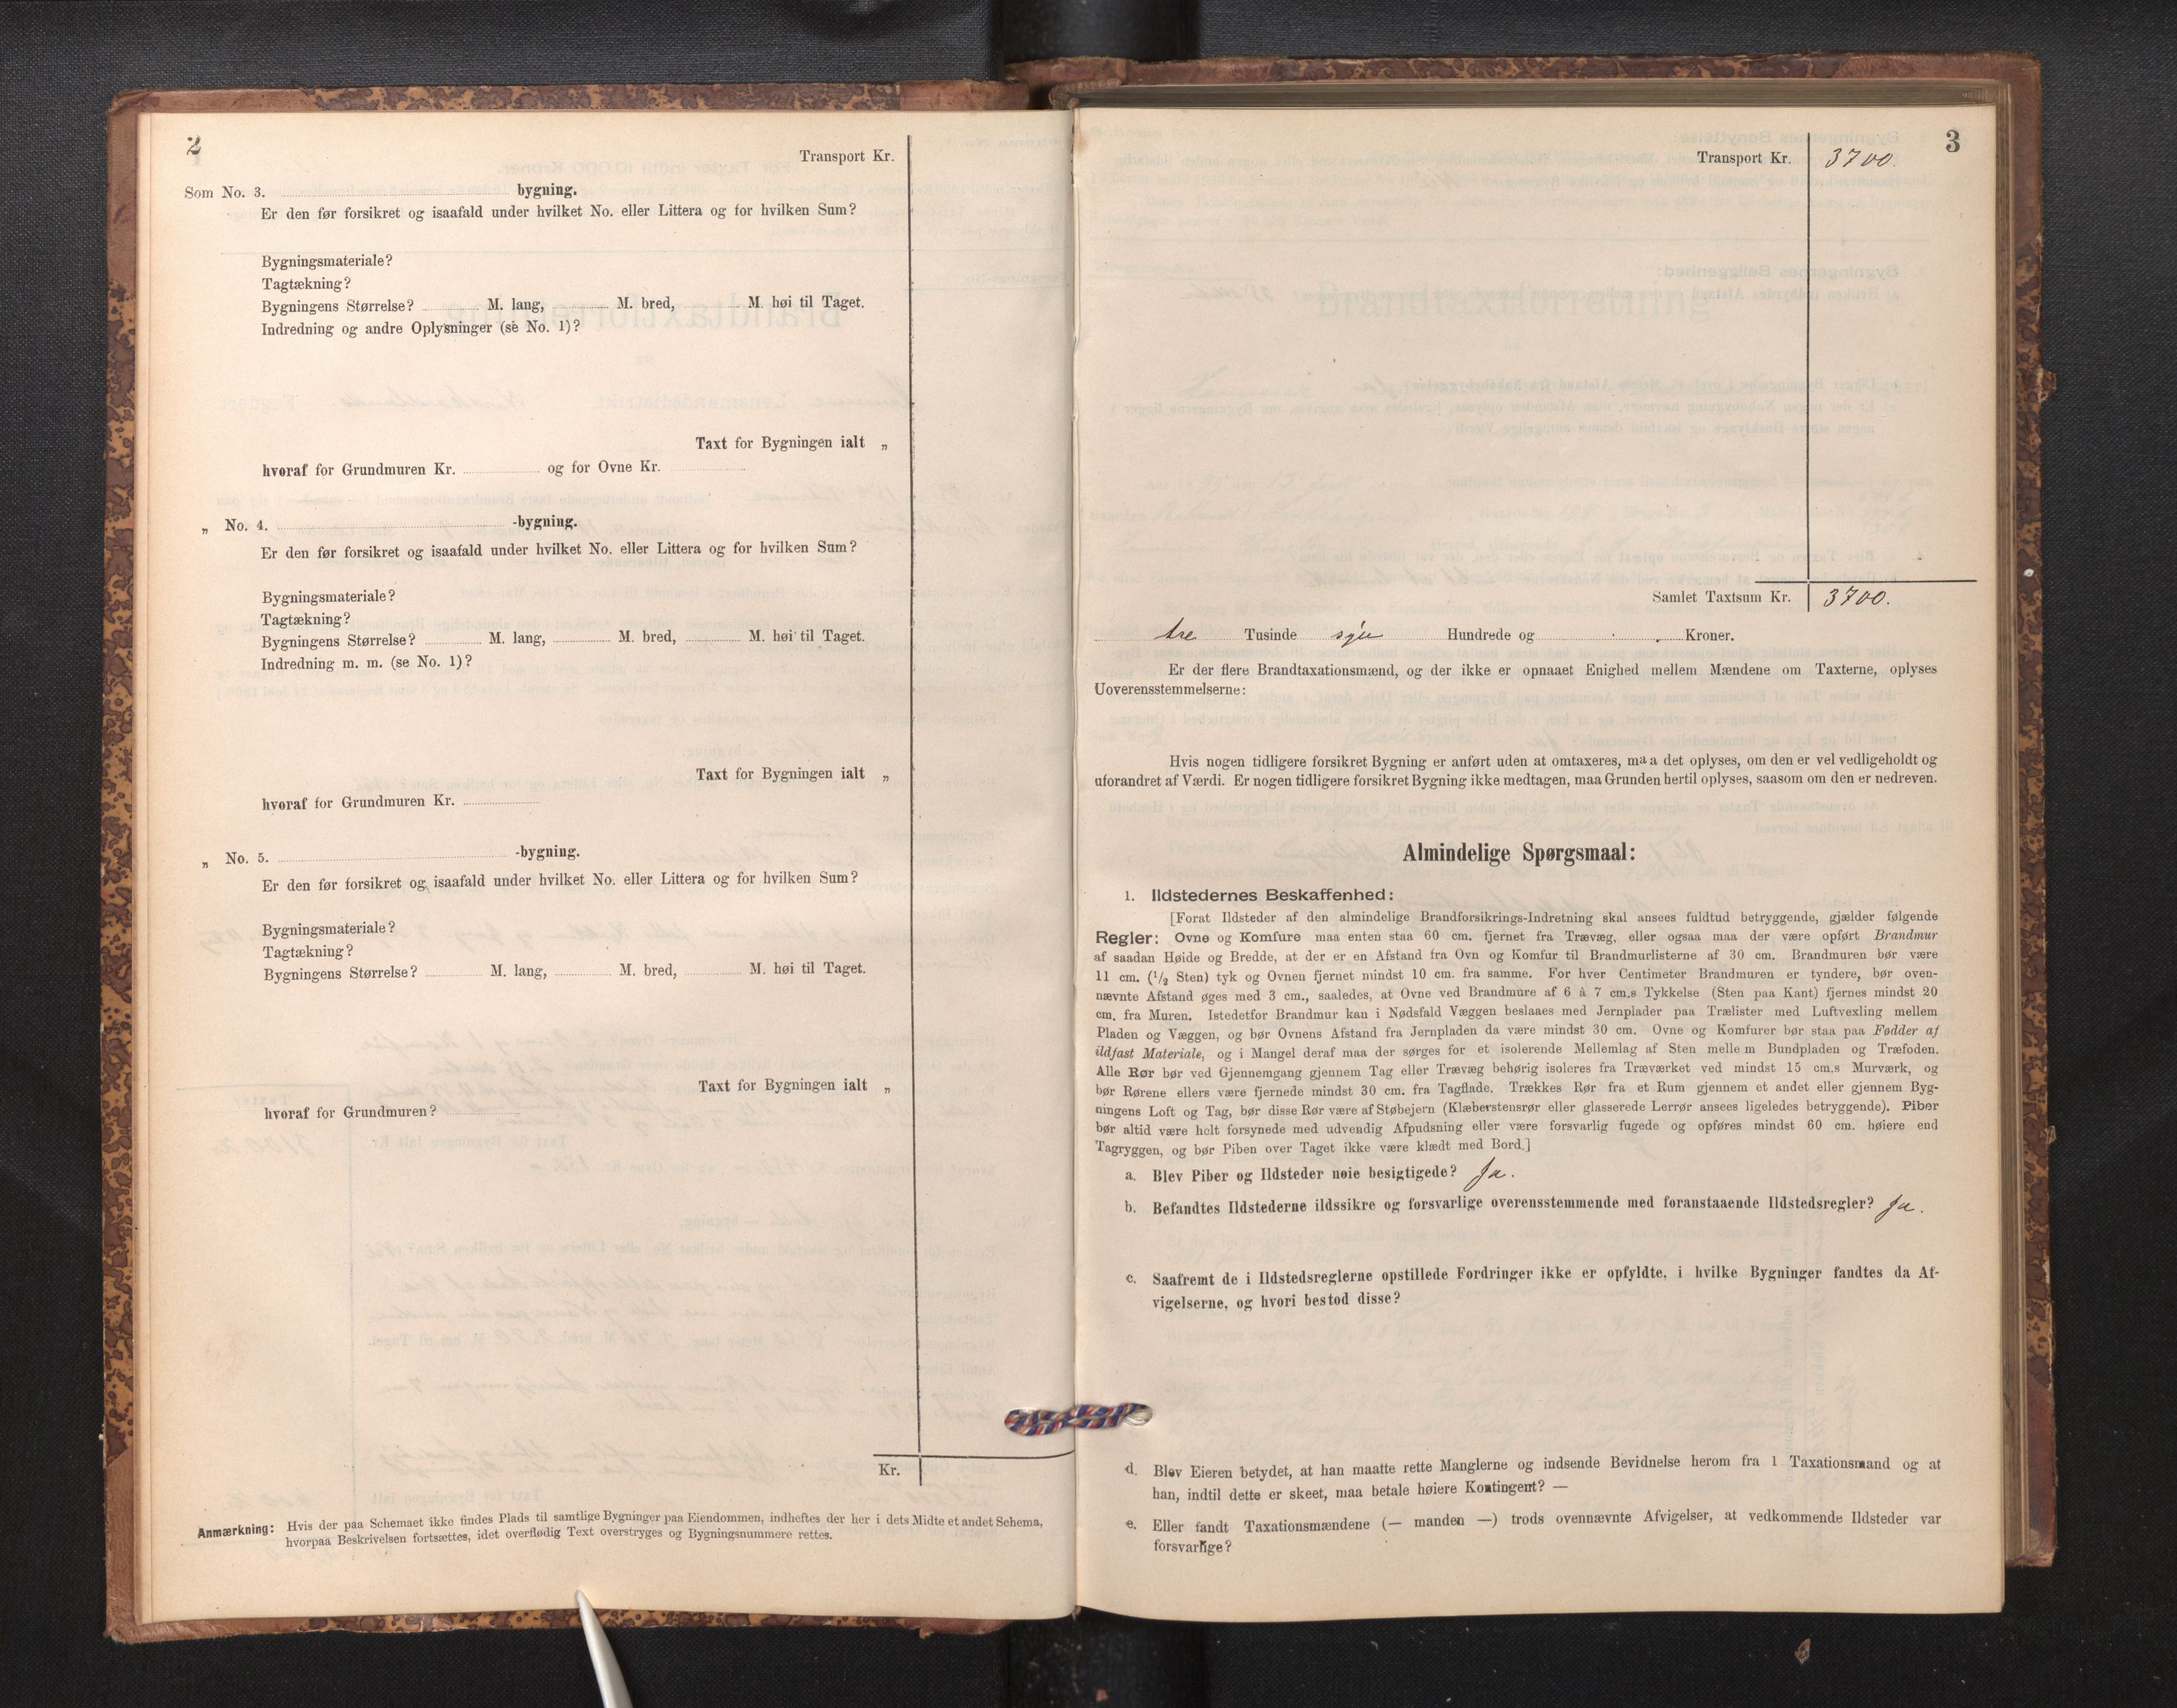 2
Transport Kr.
Som No. 3. bygning.
Er den før forsikret og isaafald under hvilket No. eller Littera og for hvilken Sum?
Bygningsmateriale?
Tagtækning?
Bygningens Størrelse? M. lang, M. bred, M. høi til Taget.
Indredning og andre Oplysninger (se No. 1)?
Taxt for Bygningen ialt „
hvoraf for Grundmuren Kr. og for Ovne Kr.
„ No. 4. -bygning.
Er den før forsikret og isaafald under hvilket No. eller Littera og for hvilken Sum?
Bygningsmateriale?
Tagtækning?
Bygningens Størrelse? M. lang, M. bred, M. høi til Taget.
Indredning m. m. (se No. 1)?
Taxt for Bygningen ialt „
hvoraf for Grundmuren Kr.
„ No. 5. -bygning.
Er den før forsikret og isaafald under hvilket No. eller Littera og for hvilken Sum?
Bygningsmateriale?
Tagtækning?
Bygningens Størrelse? M. lang, M. bred, M. høi til Taget.
Taxt for Bygningen ialt „
hvoraf for Grundmuren?
Kr.
Anmærkning: Hvis der paa Schemaet ikke findes Plads til samtlige Bygninger paa Eiendommen, indheftes der her i dets Midte et andet Schema,
hvorpaa Beskrivelsen fortsættes, idet overflødig Text overstryges og Bygningsnummere rettes.
3
Transport Kr. 3700.
Samlet Taxtsum Kr. 3700.
tre Tusinde sju Hundrede og Kroner.
Er der flere Brandtaxationsmænd, og der ikke er opnaaet Enighed mellem Mændene om Taxterne, oplyses
Uoverensstemmelserne:
Hvis nogen tidligere forsikret Bygning er anført uden at omtaxeres, maa det oplyses, om den er vel vedligeholdt og
uforandret af Værdi. Er nogen tidligere forsikret Bygning ikke medtagen, maa Grunden hertil oplyses, saasom om den er nedreven.
Almindelige Spørgsmaal:
1. Ildstedernes Beskaffenhed:
[Forat Ildsteder af den almindelige Brandforsikrings-Indretning skal ansees fuldtud betryggende, gjælder følgende
Regler: Ovne og Komfure maa enten staa 60 cm. fjernet fra Trævæg, eller ogsaa maa der være opført Brandmur
af saadan Høide og Bredde, at der er en Afstand fra Ovn og Komfur til Brandmurlisterne af 30 cm. Brandmuren bør være
11 cm. (1/2 Sten) tyk og Ovnen fjernet mindst 10 cm. fra samme. For hver Centimeter Brandmuren er tyndere, bør oven-
nævnte Afstand øges med 3 cm., saaledes, at Ovne ved Brandmure af 6 à 7 cm.s Tykkelse (Sten paa Kant) fjernes mindst 20
cm. fra Muren. Istedetfor Brandmur kan i Nødsfald Væggen beslaaes med Jernplader paa Trælister med Luftvexling mellem
Pladen og Væggen, og bør Ovnens Afstand fra Jernpladen da være mindst 30 cm. Ovne og Komfurer bør staa paa Fødder af
ildfast Materiale, og i Mangel deraf maa der sørges for et isolerende Mellemlag af Sten mellem Bundpladen og Træfoden.
Alle Rør bør ved Gjennemgang gjennem Tag eller Trævæg behørig isoleres fra Træværket ved mindst 15 cm.s Murværk, og
bør Rørene ellers være fjernede mindst 30 cm. fra Tagflade. Trækkes Rør fra et Rum gjennem et andet eller gjennem Byg-
ningens Loft og Tag, bør disse Rør være af Støbejern (Klæberstensrør eller glasserede Lerrør ansees ligeledes betryggende). Piber
bør altid være helt forsynede med udvendig Afpudsning eller være forsvarlig fugede og opføres mindst 60 cm. høiere end
Tagryggen, og bør Piben over Taget ikke være klædt med Bord.]
a. Blev Piber og Ildsteder nøie besigtigede? Ja.
b. Befandtes Ildstederne ildssikre og forsvarlige overensstemmende med foranstaaende Ildstedsregler? Ja.
c. Saafremt de i Ildstedsreglerne opstillede Fordringer ikke er opfyldte, i hvilke Bygninger fandtes da Af-
vigelserne, og hvori bestod disse?
d. Blev Eieren betydet, at han maatte rette Manglerne og indsende Bevidnelse herom fra 1 Taxationsmand og at
han, indtil dette er skeet, maa betale høiere Kontingent? —
e. Eller fandt Taxationsmændene (— manden —) trods ovennævnte Afvigelser, at vedkommende Ildsteder var
forsvarlige?